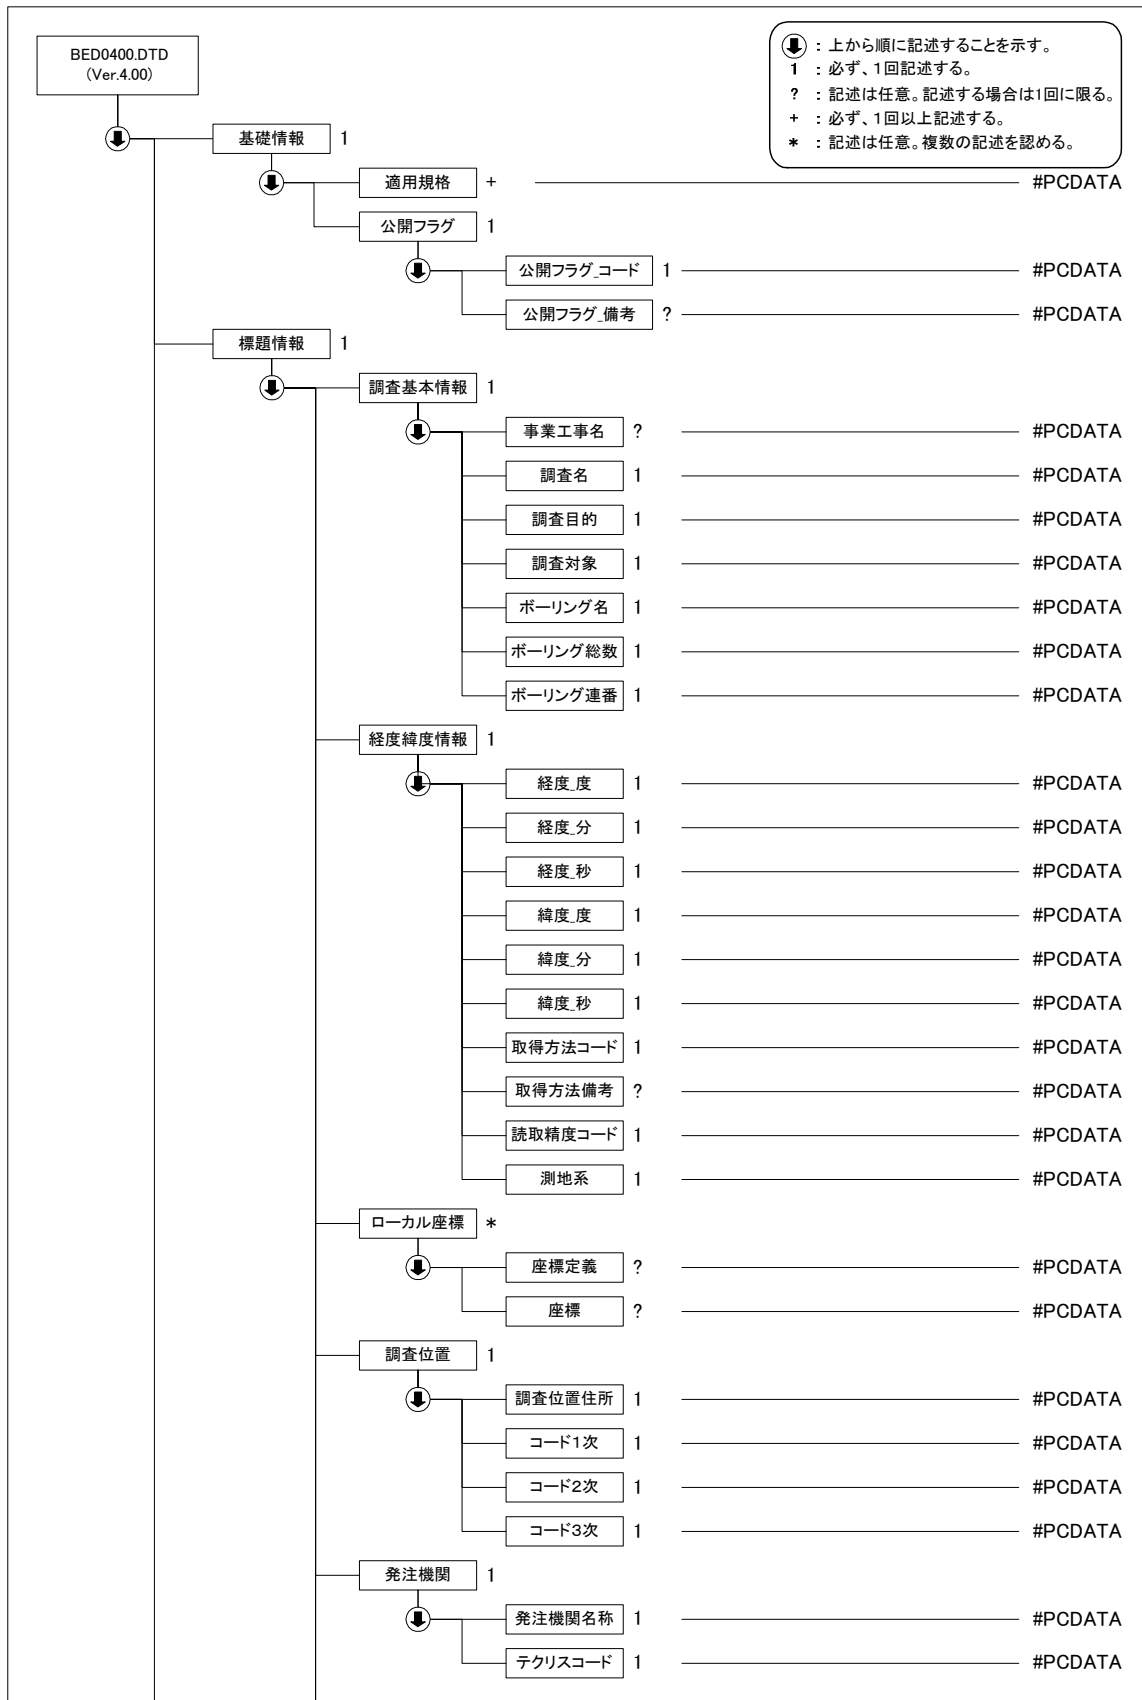 BED0400.DTD
(Ver.4.00)
：上から順に記述することを示す。
1 ：必ず、1回記述する。
? ：記述は任意。記述する場合は1回に限る。
+ ：必ず、1回以上記述する。
* ：記述は任意。複数の記述を認める。
基礎情報 1
適用規格 + #PCDATA
公開フラグ 1
公開フラグ_コード 1 #PCDATA
公開フラグ_備考 ? #PCDATA
標題情報 1
調査基本情報 1
事業工事名 ? #PCDATA
調査名 1 #PCDATA
調査目的 1 #PCDATA
調査対象 1 #PCDATA
ボーリング名 1 #PCDATA
ボーリング総数 1 #PCDATA
ボーリング連番 1 #PCDATA
経度緯度情報 1
経度_度 1 #PCDATA
経度_分 1 #PCDATA
経度_秒 1 #PCDATA
緯度_度 1 #PCDATA
緯度_分 1 #PCDATA
緯度_秒 1 #PCDATA
取得方法コード 1 #PCDATA
取得方法備考 ? #PCDATA
読取精度コード 1 #PCDATA
測地系 1 #PCDATA
ローカル座標 *
座標定義 ? #PCDATA
座標 ? #PCDATA
調査位置 1
調査位置住所 1 #PCDATA
コード1次 1 #PCDATA
コード2次 1 #PCDATA
コード3次 1 #PCDATA
発注機関 1
発注機関名称 1 #PCDATA
テクリスコード 1 #PCDATA